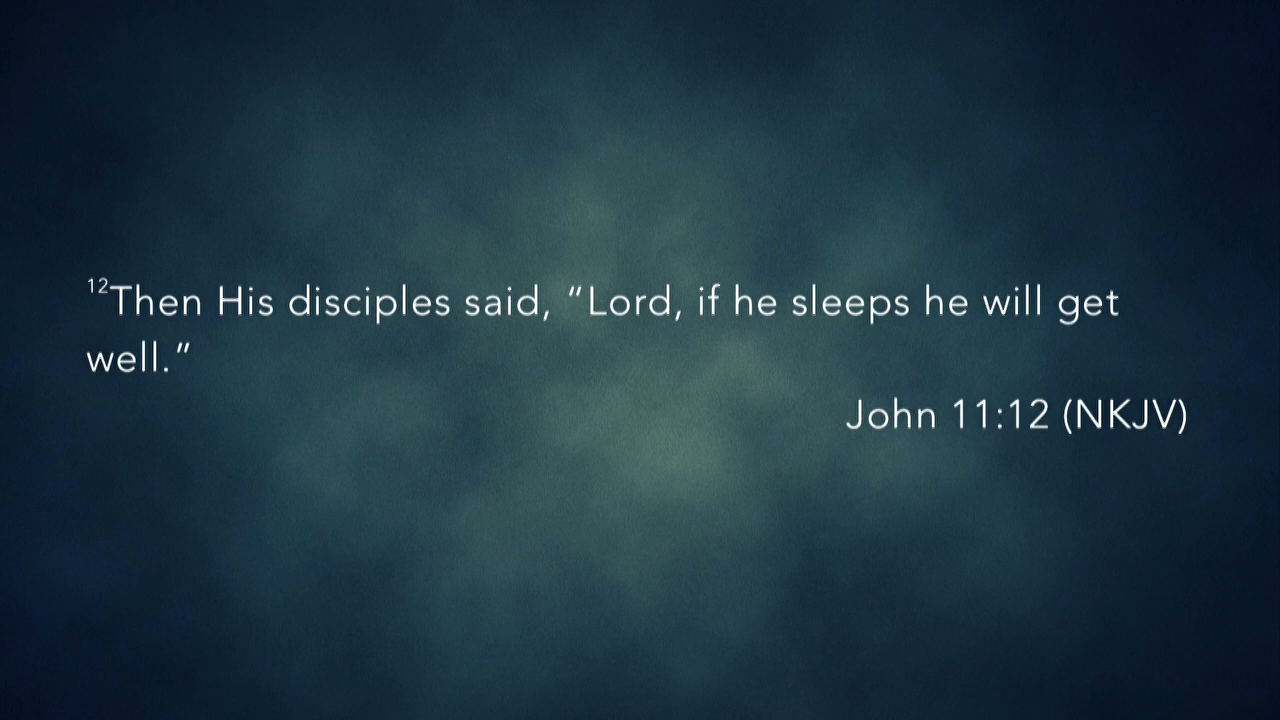 12Then His disciples said, “Lord, if he sleeps he will get
well.”
John 11:12 (NKJV)